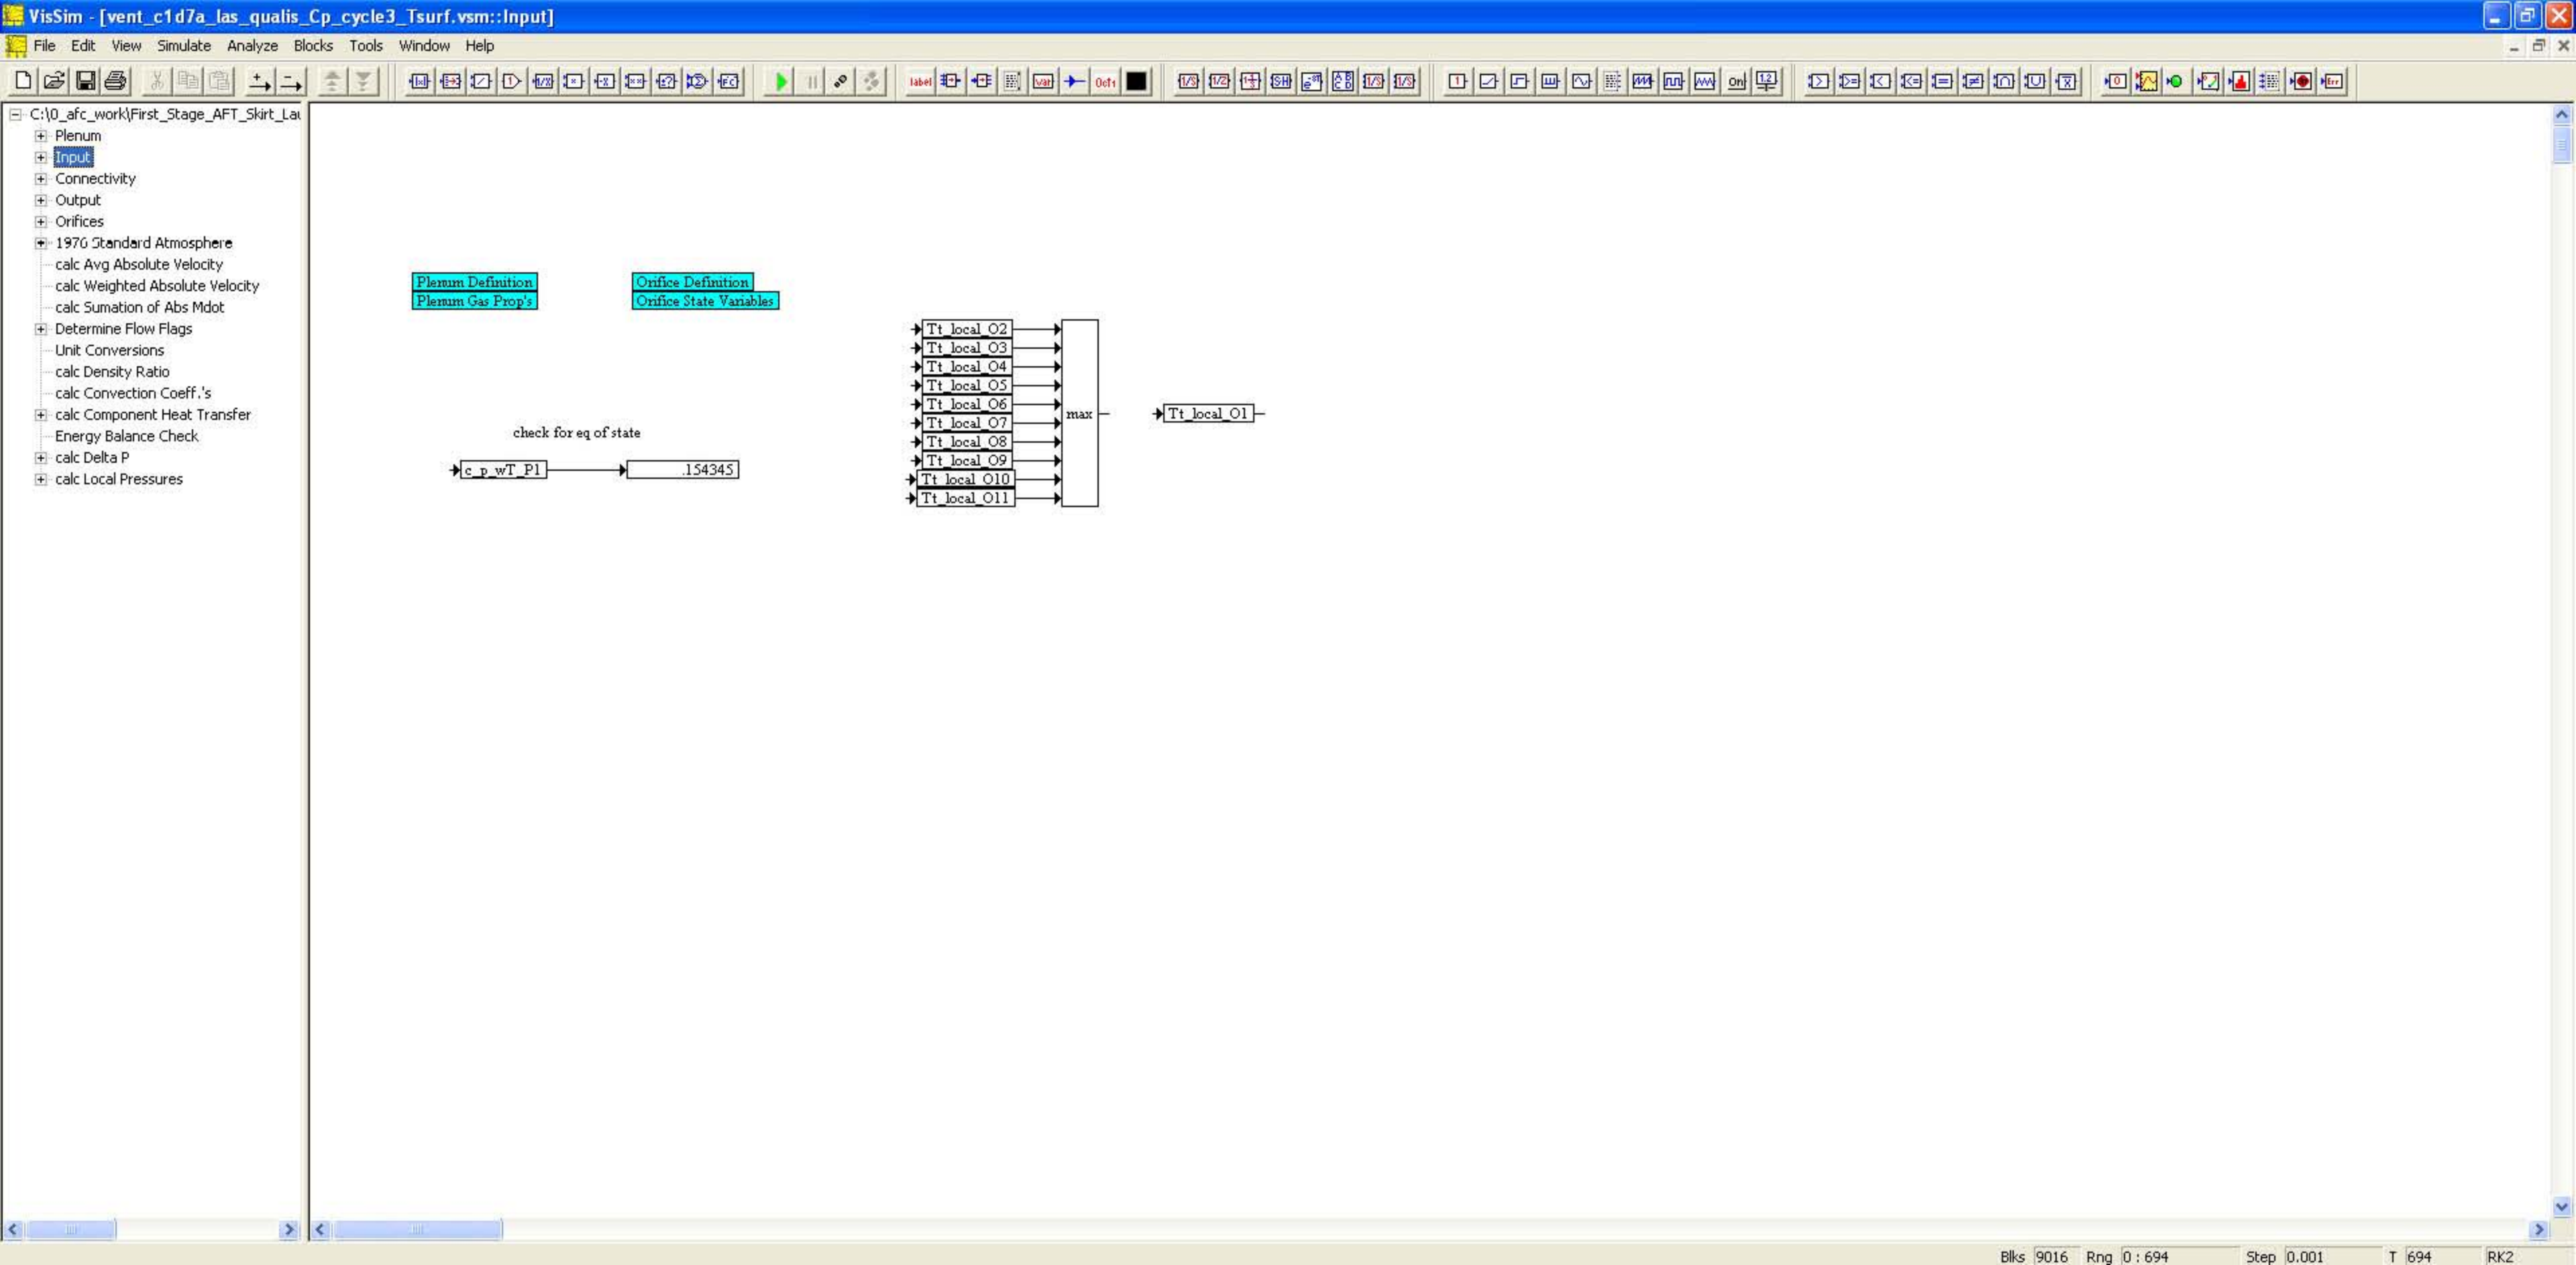 VisSim - [vent_c1d7a_las_qualis_Cp_cycle3_Tsurf.vsm::Input]
File Edit View Simulate Analyze Blocks Tools Window Help
C:\0_afc_work\First_Stage_AFT_Skirt_Lau
Plenum
Input
Connectivity
Output
Orifices
1976 Standard Atmosphere
calc Avg Absolute Velocity
calc Weighted Absolute Velocity
calc Sumation of Abs Mdot
Determine Flow Flags
Unit Conversions
calc Density Ratio
calc Convection Coeff.'s
calc Component Heat Transfer
Energy Balance Check
calc Delta P
calc Local Pressures
Plenum Definition
Plenum Gas Prop's
Orifice Definition
Orifice State Variables
check for eq of state
c_p_wT_P1
.154345
Tt_local_O2
Tt_local_O3
Tt_local_O4
Tt_local_O5
Tt_local_O6
Tt_local_O7
Tt_local_O8
Tt_local_O9
Tt_local_O10
Tt_local_O11
max
Tt_local_O1
Blks 9016 Rng 0 : 694 Step 0.001 T 694 RK2